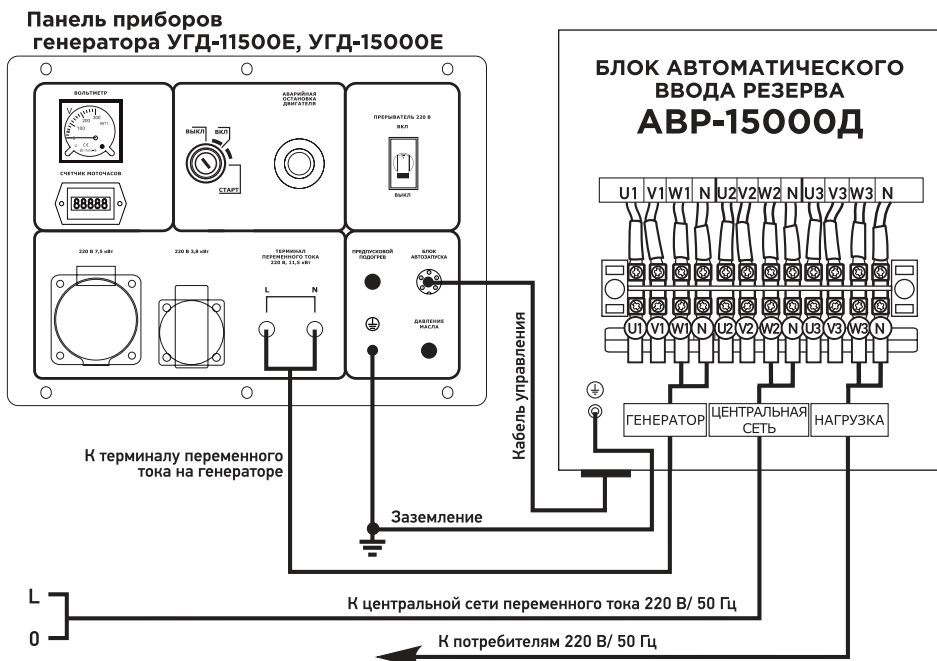 Панель приборов
генератора УГД-11500Е, УГД-15000Е
ВОЛЬТМЕТР
V
100
200
300
СЧЕТЧИК МОТОЧАСОВ
88888
ВЫКЛ
ВКЛ
СТАРТ
АВАРИЙНАЯ
ОСТАНОВКА
ДВИГАТЕЛЯ
ПРЕРЫВАТЕЛЬ 220 В
ВКЛ
ВЫКЛ
220 В 7,5 кВт
220 В 3,8 кВт
ТЕРМИНАЛ
ПЕРЕМЕННОГО ТОКА
220 В, 11,5 кВт
L N
ПРЕДПУСКОВОЙ
ПОДОГРЕВ
БЛОК
АВТОЗАПУСКА
ДАВЛЕНИЕ
МАСЛА
БЛОК АВТОМАТИЧЕСКОГО
ВВОДА РЕЗЕРВА
АВР-15000Д
U1 V1 W1 N U2 V2 W2 N U3 V3 W3 N
U1 V1 W1 N U2 V2 W2 N U3 V3 W3 N
ГЕНЕРАТОР
ЦЕНТРАЛЬНАЯ
СЕТЬ
НАГРУЗКА
Кабель управления
К терминалу переменного
тока на генераторе
Заземление
L
0
К центральной сети переменного тока 220 В/ 50 Гц
К потребителям 220 В/ 50 Гц